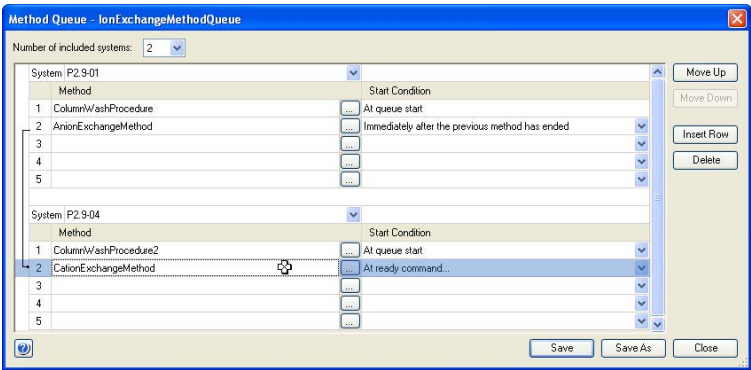 Method Queue - IonExchangeMethodQueue
Number of included systems: 2
System P2.9-01
Method Start Condition
1 ColumnWashProcedure ... At queue start
2 AnionExchangeMethod ... Immediately after the previous method has ended
3 ...
4 ...
5 ...
System P2.9-04
Method Start Condition
1 ColumnWashProcedure2 ... At queue start
2 CationExchangeMethod ... At ready command...
3 ...
4 ...
5 ...
Move Up
Move Down
Insert Row
Delete
? Save Save As Close